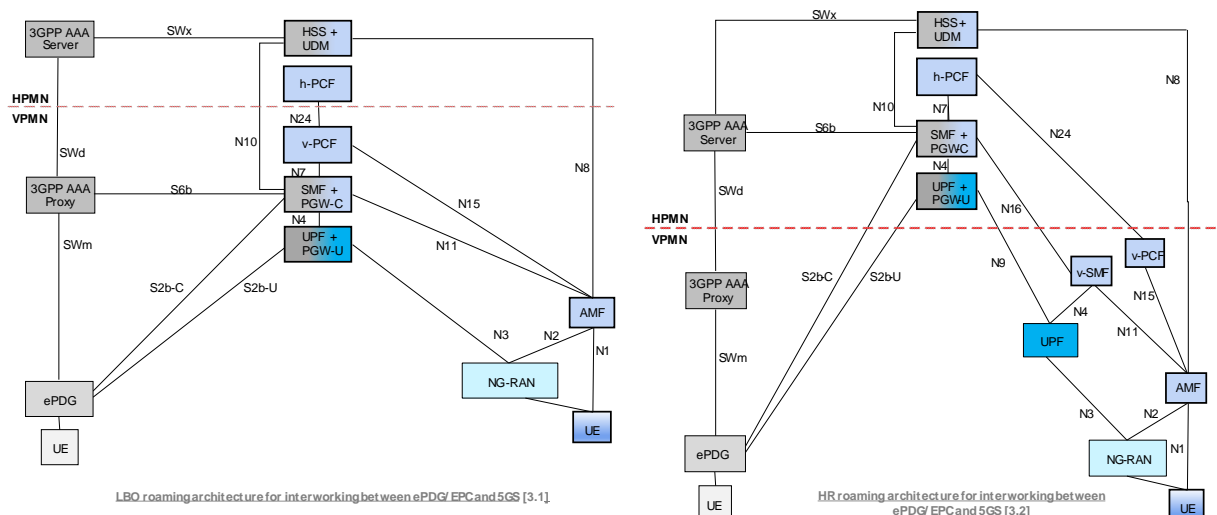 3GPP AAA
Server
SWx
HSS +
UDM
h-PCF
HPMN
VPMN
N24
N10
v-PCF
N8
SWd
N7
3GPP AAA
Proxy
S6b
SMF +
PGW-C
N15
N4
N11
SWm
UPF +
PGW-U
S2b-C
S2b-U
AMF
N3
N2
N1
NG-RAN
ePDG
UE
UE
LBO roaming architecture for interworking between ePDG/ EPC and 5GS [3.1]
SWx
HSS+
UDM
h-PCF
N8
N10
N7
3GPP AAA
Server
S6b
SMF +
PGW-C
N24
N4
SWd
UPF +
PGW-U
N16
HPMN
VPMN
N9
v-PCF
3GPP AAA
Proxy
S2b-C
S2b-U
v-SMF
N15
N4
N11
UPF
SWm
AMF
N3
N2
N1
ePDG
NG-RAN
UE
UE
HR roaming architecture for interworking between
ePDG/ EPC and 5GS [3.2]